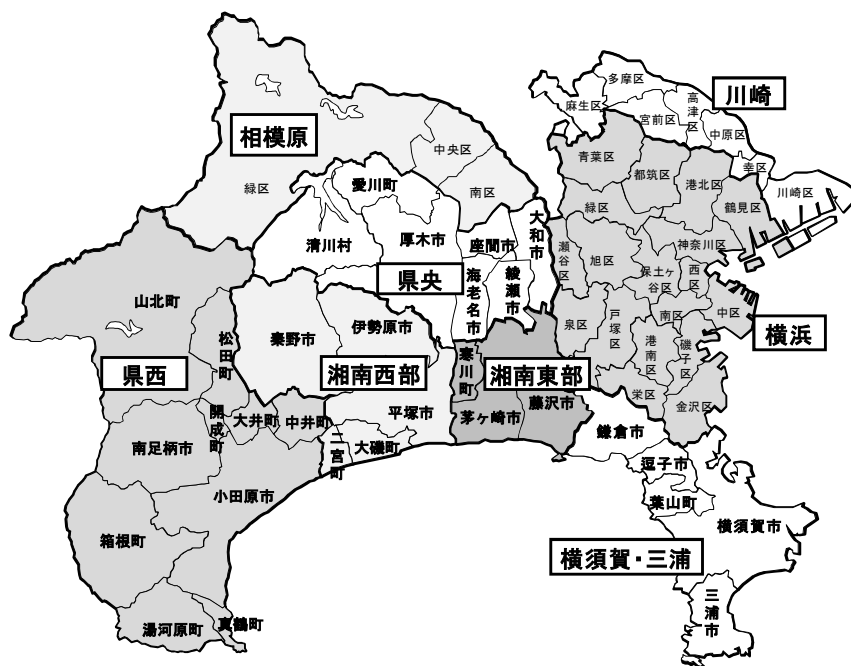 川崎
多摩区
麻生区
高津区
宮前区
中原区
幸区
川崎区
相模原
中央区
緑区
南区
青葉区
都筑区
港北区
鶴見区
緑区
神奈川区
瀬谷区
旭区
保土ヶ谷区
西区
中区
横浜
泉区
戸塚区
南区
港南区
磯子区
栄区
金沢区
愛川町
清川村
厚木市
座間市
大和市
県央
海老名市
綾瀬市
山北町
松田町
県西
開成町
大井町
中井町
南足柄市
小田原市
箱根町
湯河原町
真鶴町
秦野市
伊勢原市
湘南西部
平塚市
二宮町
大磯町
寒川町
湘南東部
茅ヶ崎市
藤沢市
鎌倉市
逗子市
葉山町
横須賀市
横須賀・三浦
三浦市